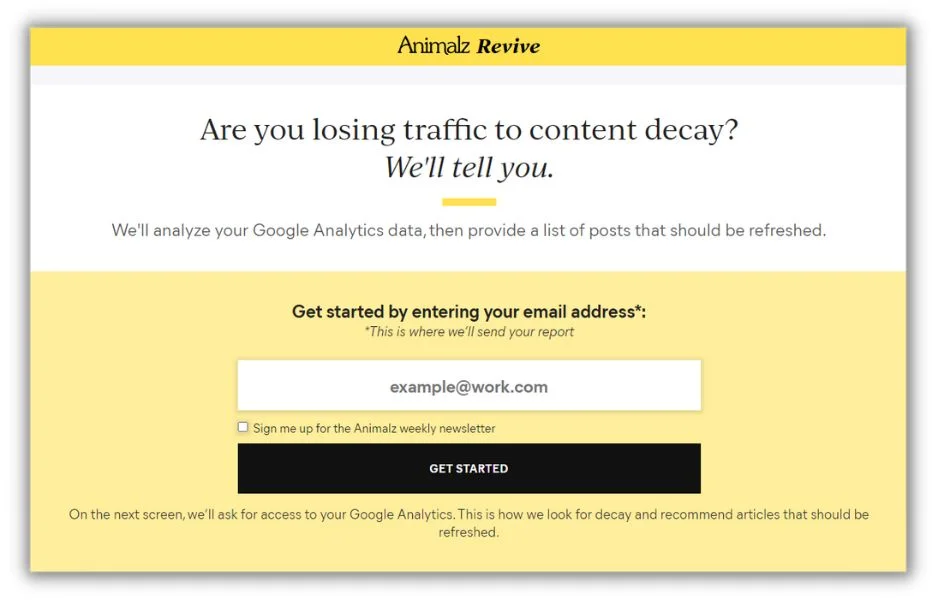 Animalz Revive
Are you losing traffic to content decay?
We'll tell you.
We'll analyze your Google Analytics data, then provide a list of posts that should be refreshed.
Get started by entering your email address*:
*This is where we'll send your report
example@work.com
Sign me up for the Animalz weekly newsletter
GET STARTED
On the next screen, we'll ask for access to your Google Analytics. This is how we look for decay and recommend articles that should be
refreshed.